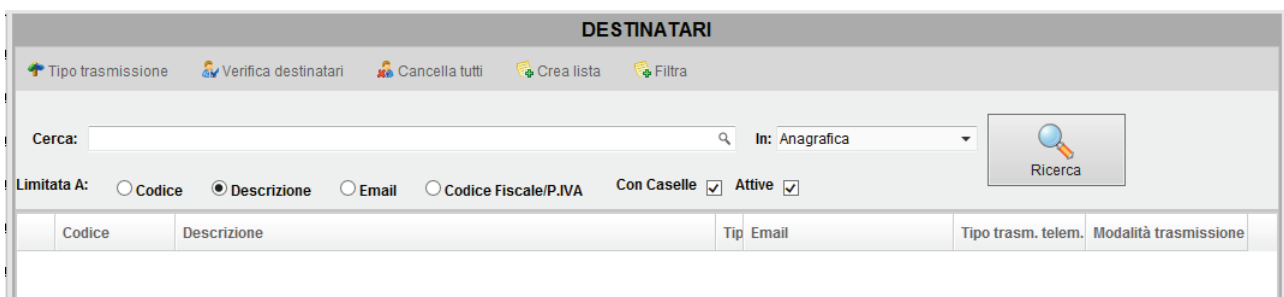 DESTINATARI
Tipo trasmissione Verifica destinatari Cancella tutti Crea lista Filtra
Cerca: In: Anagrafica
Ricerca
Limitata A: Codice Descrizione Email Codice Fiscale/P.IVA Con Caselle Attive
Codice Descrizione Tip Email Tipo trasm. telem. Modalità trasmissione